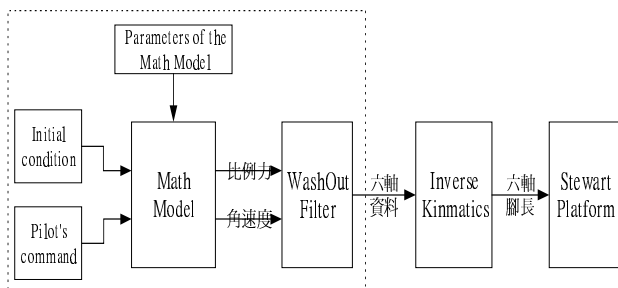 Parameters of the
Math Model
Initial
condition
Pilot's
command
Math
Model
比例力
角速度
WashOut
Filter
六軸
資料
Inverse
Kinmatics
六軸
腳長
Stewart
Platform